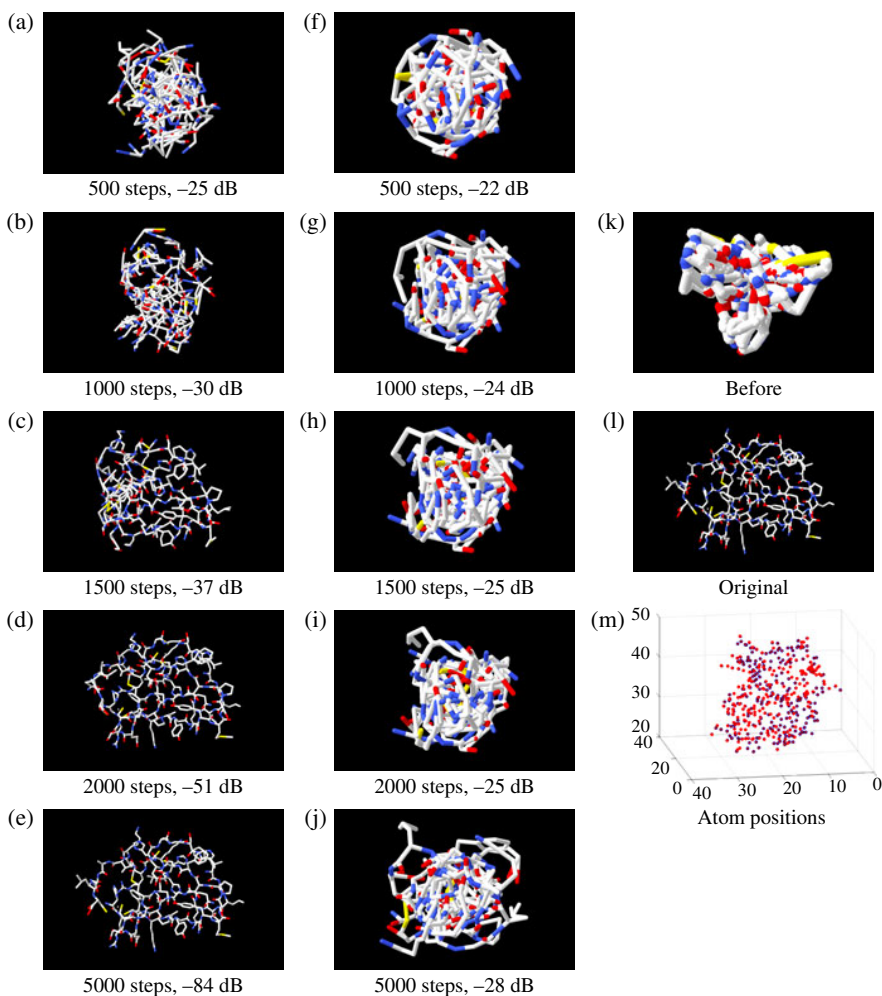 (a)
(f)
500 steps, –25 dB
500 steps, –22 dB
(b)
(g)
(k)
1000 steps, –30 dB
1000 steps, –24 dB
Before
(c)
(h)
(l)
1500 steps, –37 dB
1500 steps, –25 dB
Original
(d)
(i)
(m)
50
40
30
20
40
20
0
40
30
20
10
0
2000 steps, –51 dB
2000 steps, –25 dB
Atom positions
(e)
(j)
5000 steps, –84 dB
5000 steps, –28 dB